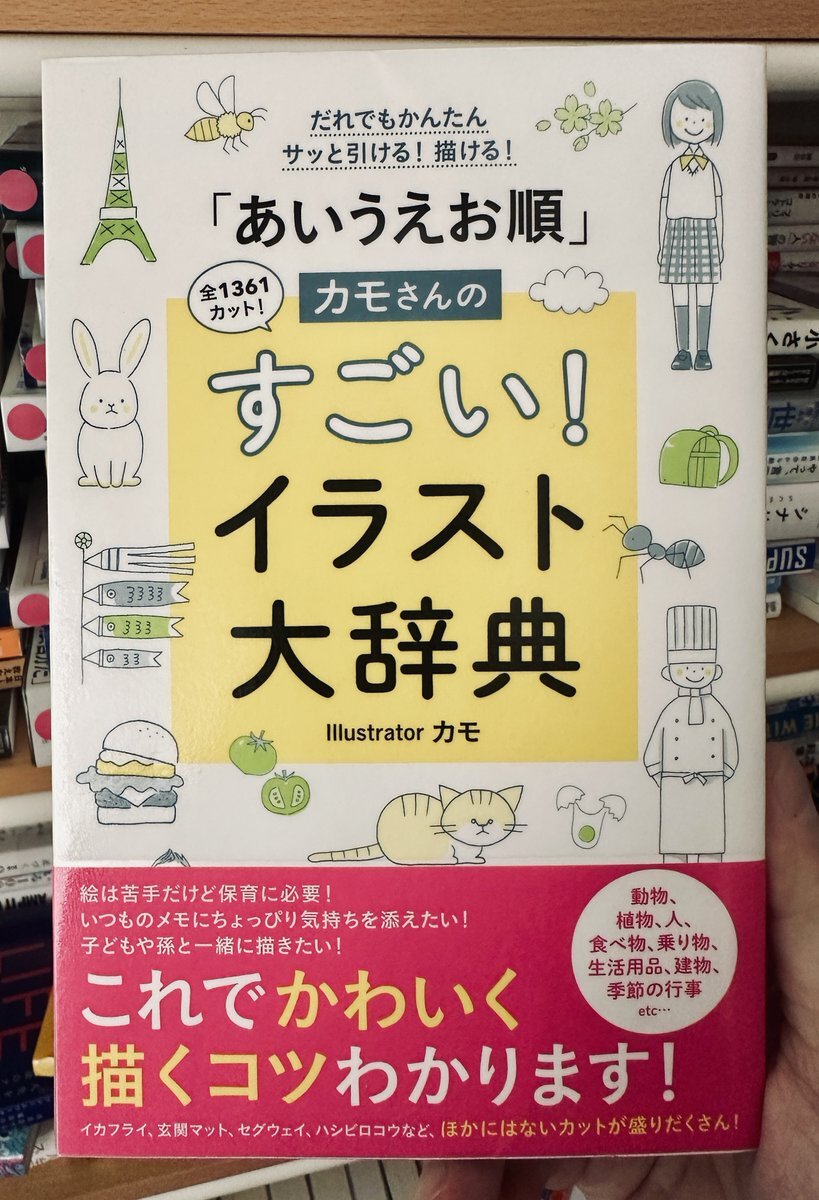 だれでもかんたん
サッと引ける！描ける！
「あいうえお順」
全1361
カット！
カモさんの
すごい！
イラスト
大辞典
Illustrator カモ
絵は苦手だけど保育に必要！
いつものメモにちょっぴり気持ちを添えたい！
子どもや孫と一緒に描きたい！
動物、
植物、人、
食べ物、乗り物、
生活用品、建物、
季節の行事
etc…
これでかわいく
描くコツわかります！
イカフライ、玄関マット、セグウェイ、ハシビロコウなど、ほかにはないカットが盛りだくさん！
小さく
シナ
SUP